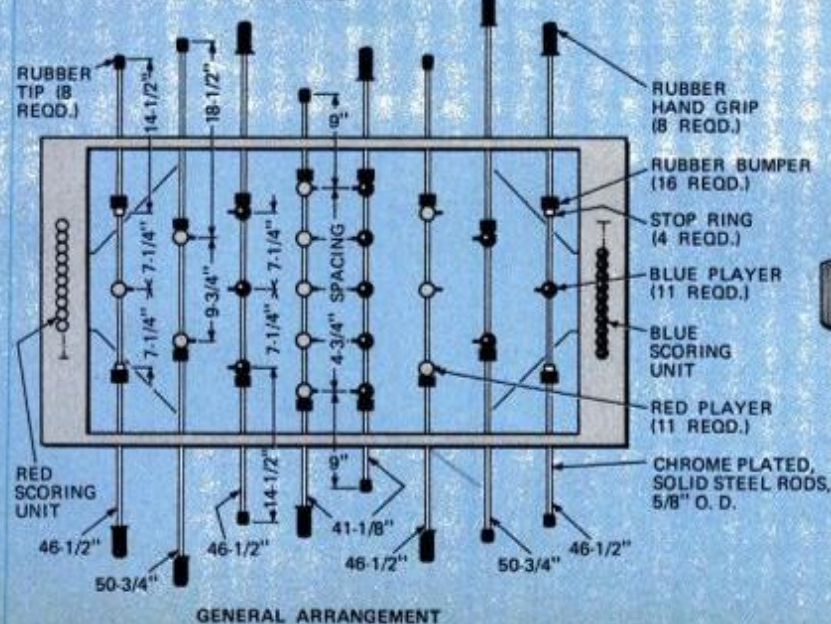 RUBBER
TIP (8
REQD.)
14-1/2"
18-1/2"
9"
RUBBER
HAND GRIP
(8 REQD.)
RUBBER BUMPER
(16 REQD.)
STOP RING
(4 REQD.)
7-1/4"
7-1/4"
9-3/4"
7-1/4"
7-1/4"
4-3/4" SPACING
BLUE PLAYER
(11 REQD.)
BLUE
SCORING
UNIT
RED PLAYER
(11 REQD.)
RED
SCORING
UNIT
14-1/2"
9"
CHROME PLATED,
SOLID STEEL RODS,
5/8" O. D.
46-1/2"
50-3/4"
46-1/2"
41-1/8"
46-1/2"
50-3/4"
46-1/2"
GENERAL ARRANGEMENT